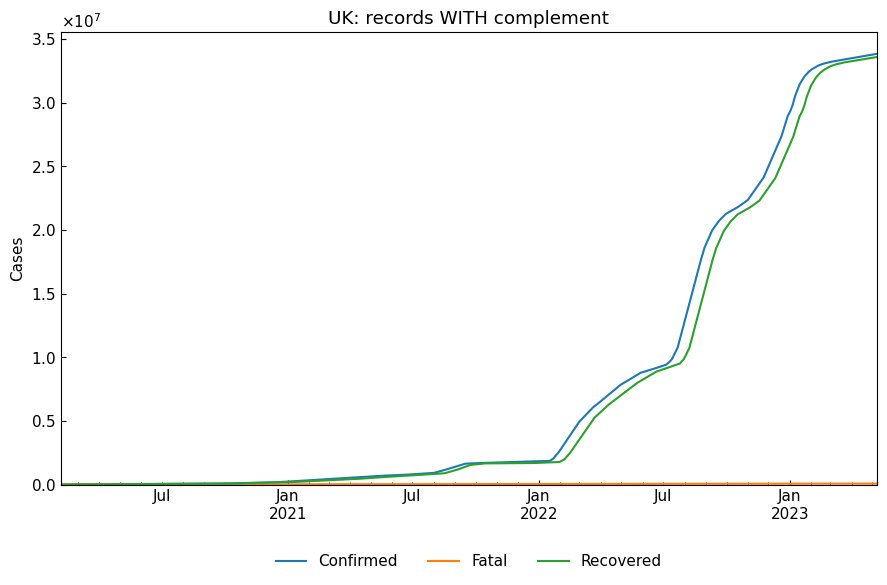 UK: records WITH complement
×10⁷
3.5
3.0
2.5
2.0
1.5
1.0
0.5
0.0
Cases
Jul Jan Jul Jan Jul Jan
2021 2022 2023
Confirmed Fatal Recovered